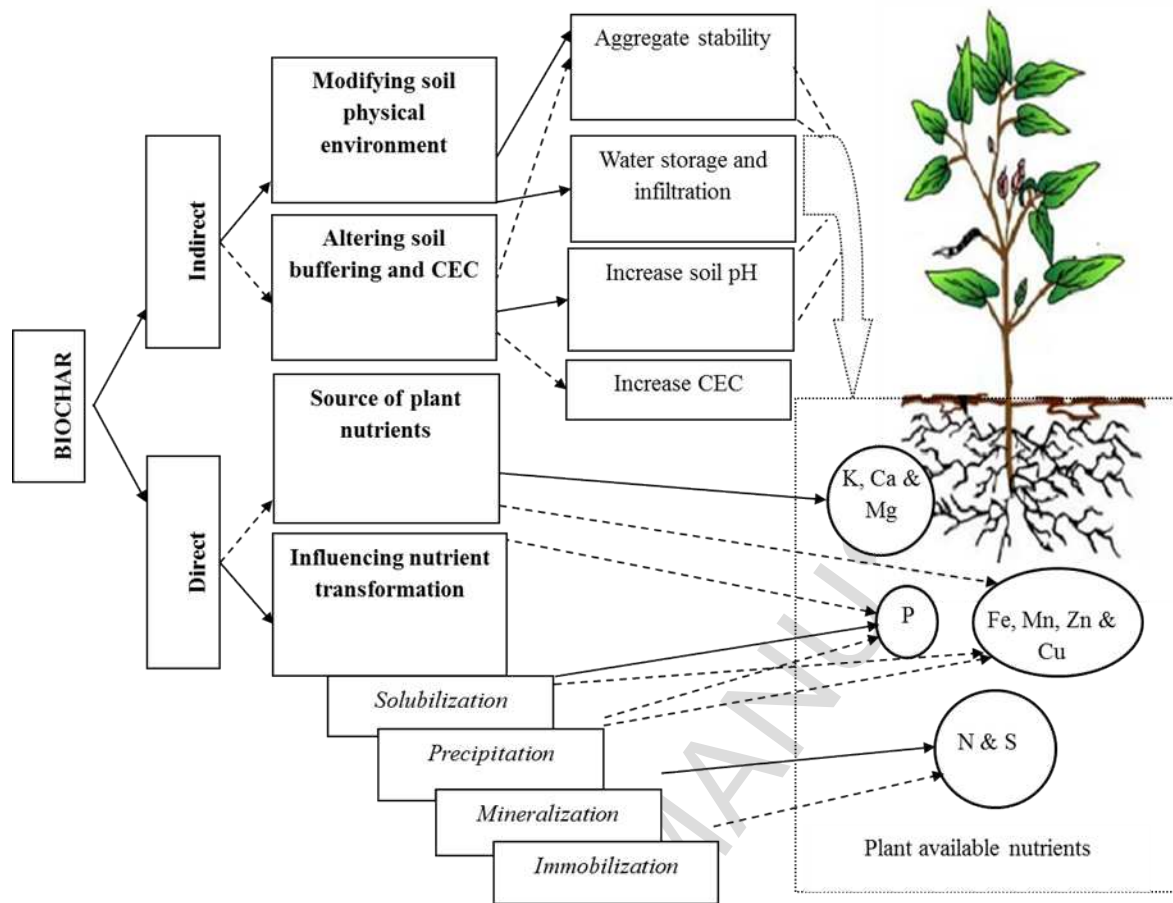 BIOCHAR
Indirect
Direct
Modifying soil
physical
environment
Altering soil
buffering and CEC
Source of plant
nutrients
Influencing nutrient
transformation
Solubilization
Precipitation
Mineralization
Immobilization
Aggregate stability
Water storage and
infiltration
Increase soil pH
Increase CEC
K, Ca &
Mg
P
Fe, Mn, Zn &
Cu
N & S
Plant available nutrients
MANU